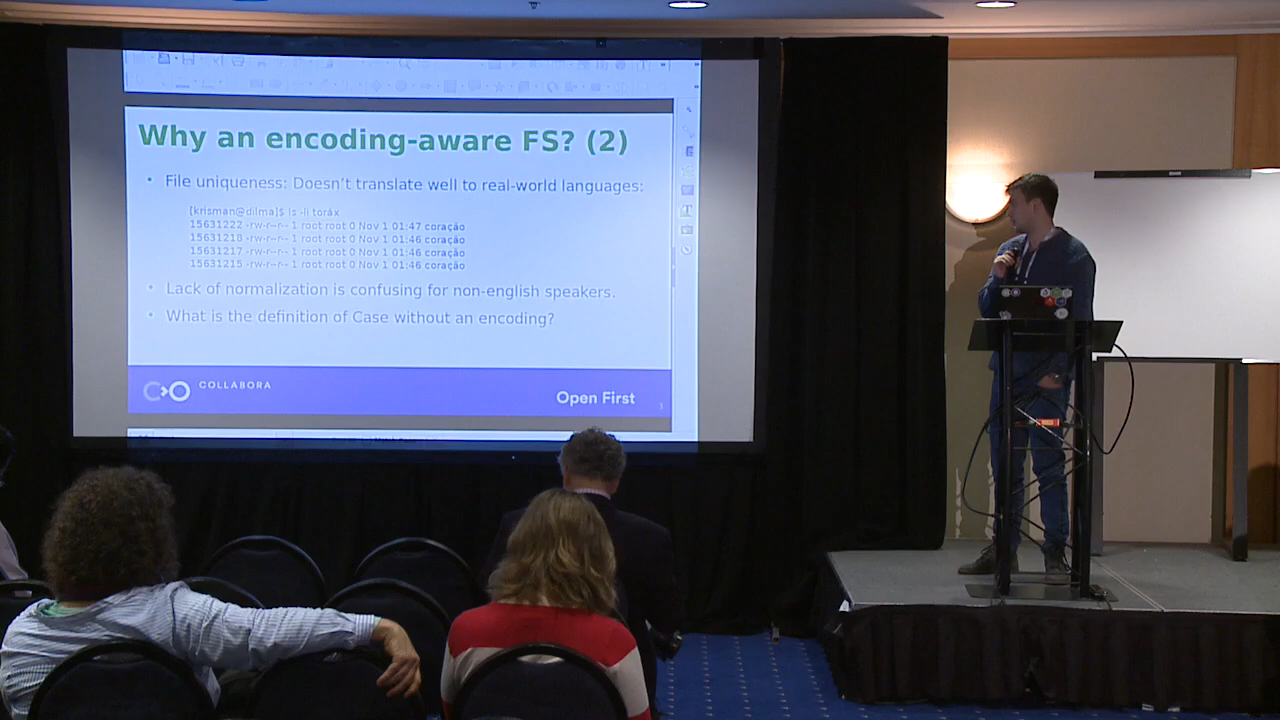 Why an encoding-aware FS? (2)
• File uniqueness: Doesn't translate well to real-world languages:
[krisman@dilma]$ ls -li toráx
15631222 -rw-r--r-- 1 root root 0 Nov 1 01:47 coração
15631218 -rw-r--r-- 1 root root 0 Nov 1 01:46 coração
15631217 -rw-r--r-- 1 root root 0 Nov 1 01:46 coração
15631215 -rw-r--r-- 1 root root 0 Nov 1 01:46 coração
• Lack of normalization is confusing for non-english speakers.
• What is the definition of Case without an encoding?
COLLABORA
Open First
3